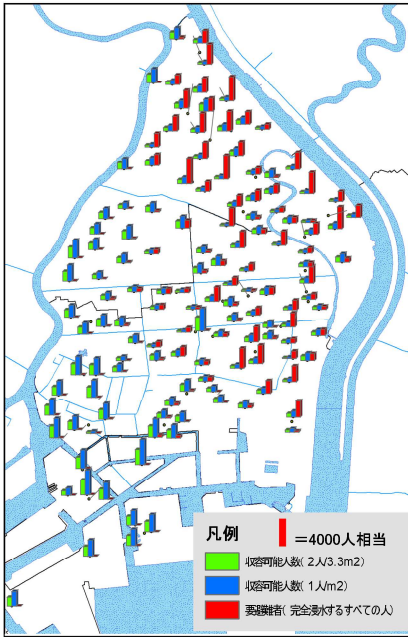 凡例 ＝4000人相当
収容可能人数（２人/3.3m2）
収容可能人数（１人/m2）
要避難者（完全浸水するすべての人）